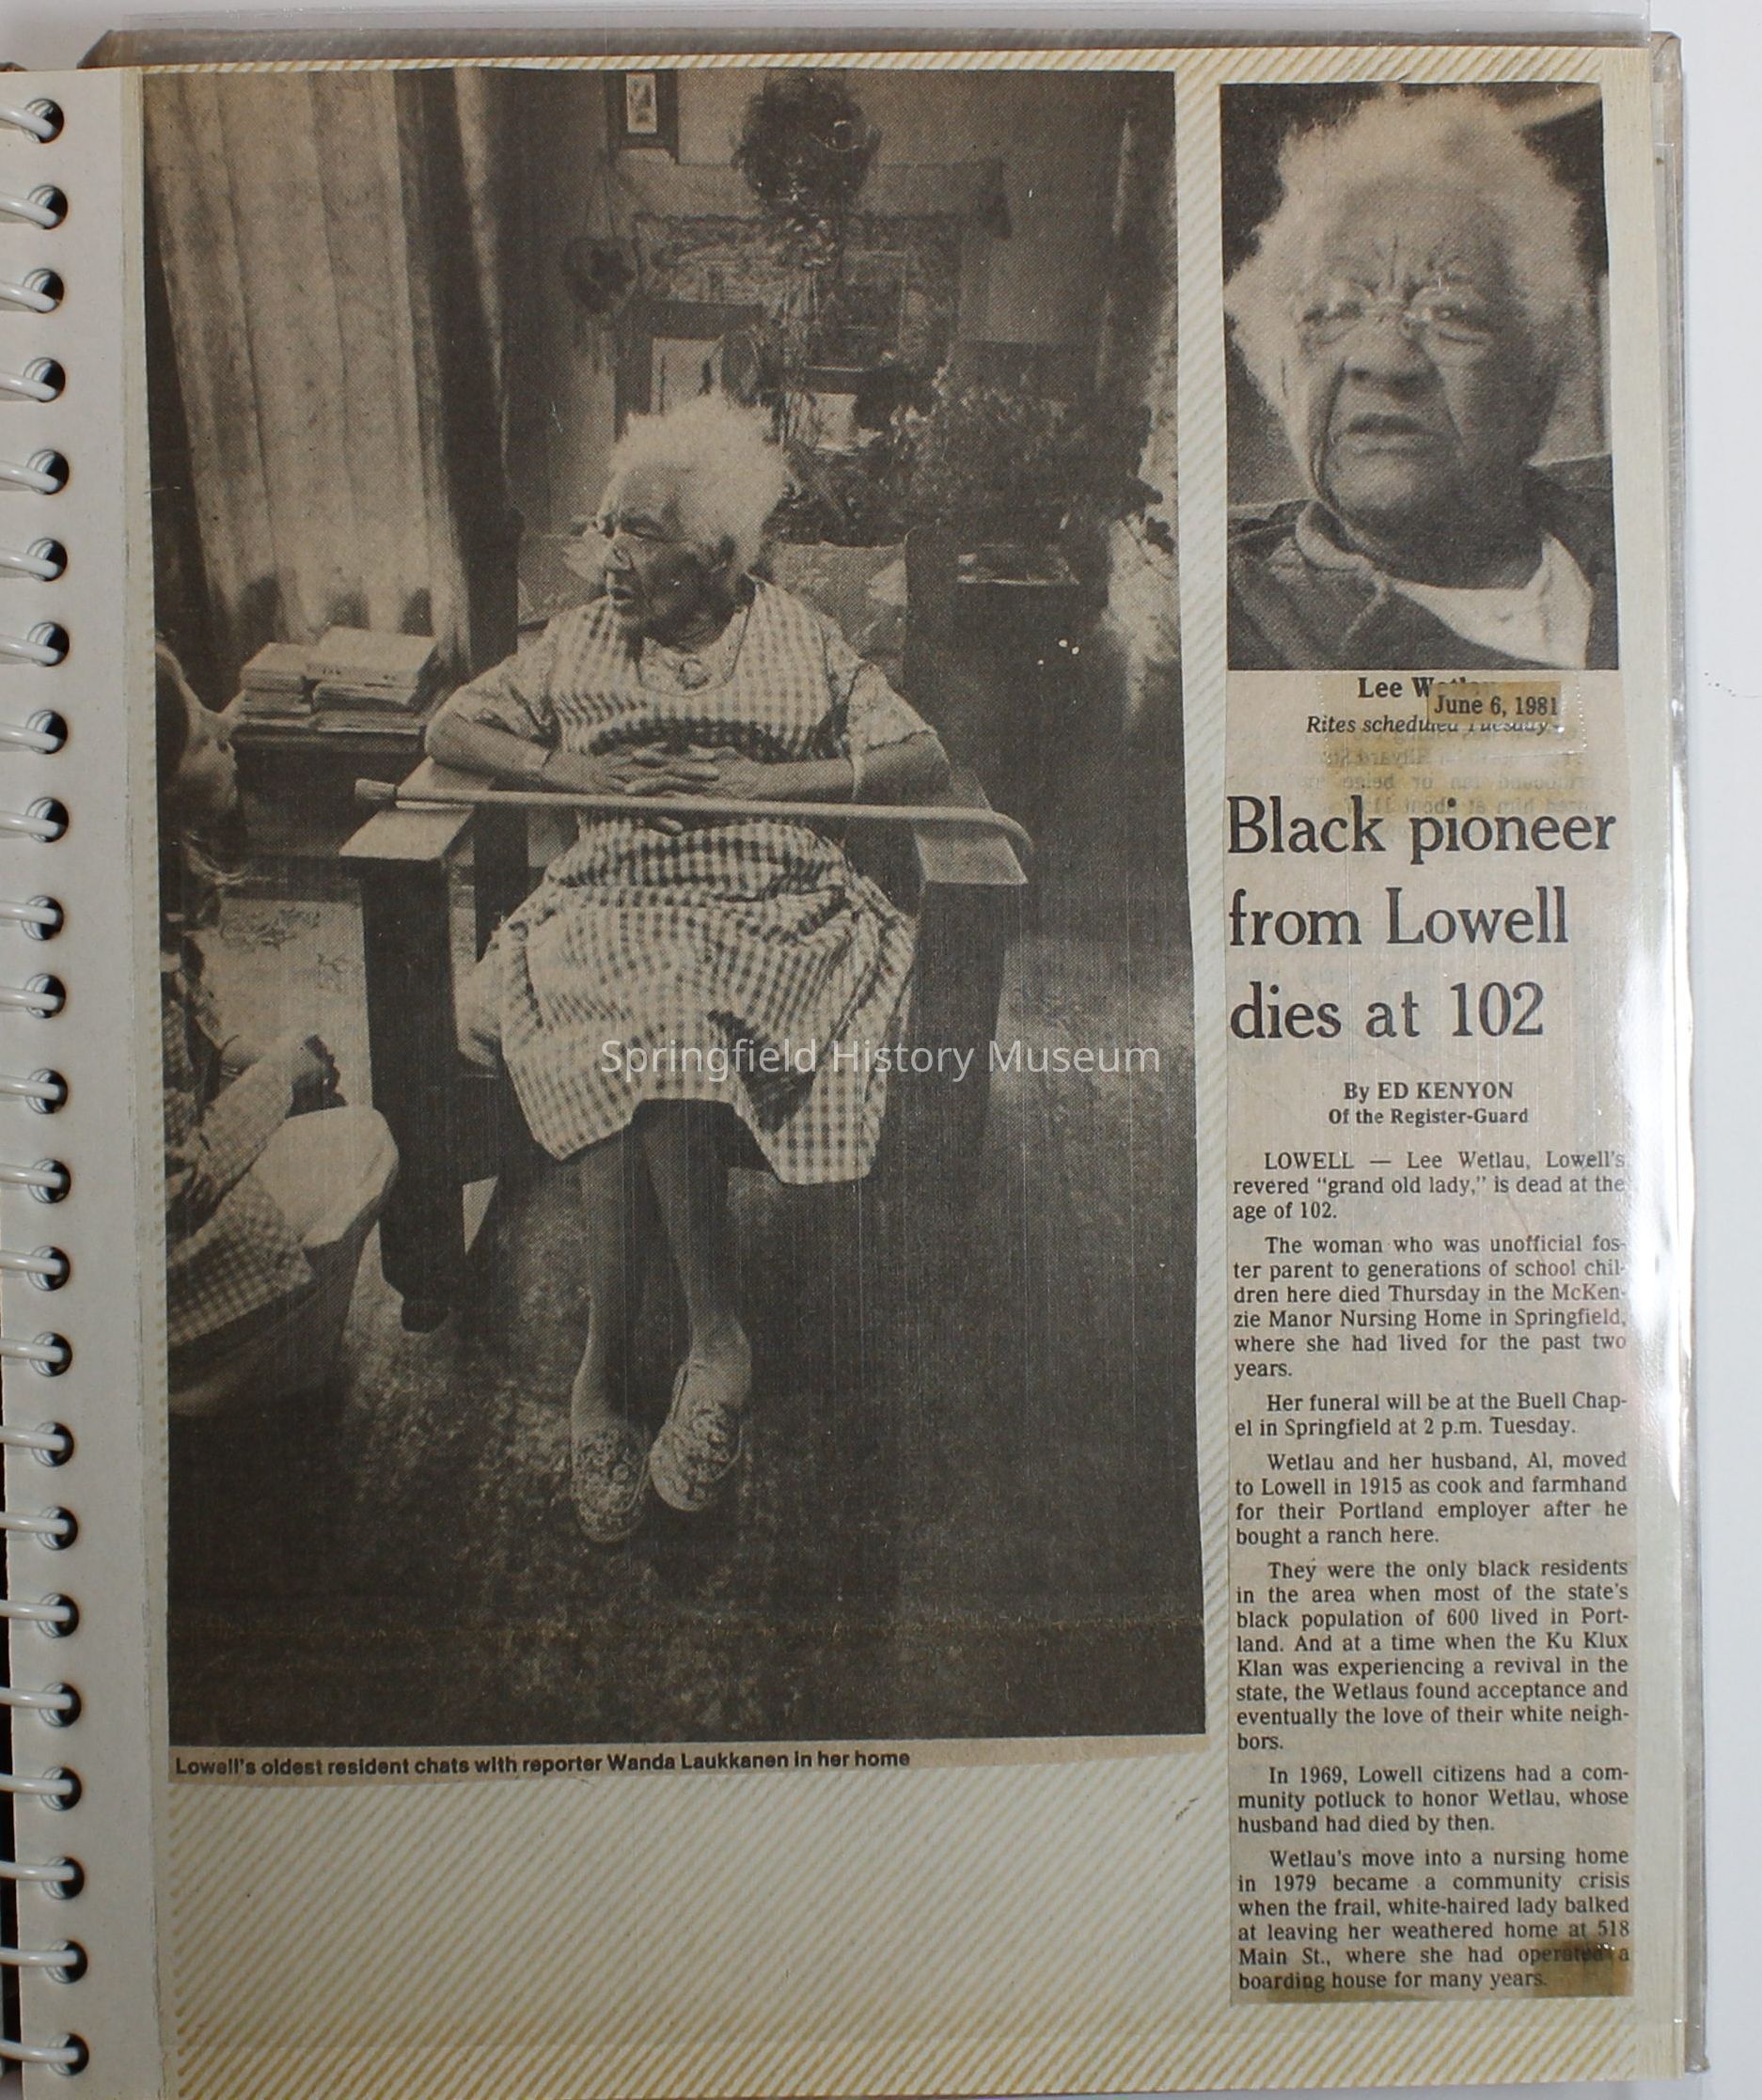 Lowell's oldest resident chats with reporter Wanda Laukkanen in her home
Springfield History Museum
Lee
June 6, 1981
Rites scheduled Tuesday
Black pioneer
from Lowell
dies at 102
By ED KENYON
Of the Register-Guard
LOWELL — Lee Wetlau, Lowell's
revered "grand old lady," is dead at the
age of 102.
The woman who was unofficial fos-
ter parent to generations of school chil-
dren here died Thursday in the McKen-
zie Manor Nursing Home in Springfield,
where she had lived for the past two
years.
Her funeral will be at the Buell Chap-
el in Springfield at 2 p.m. Tuesday.
Wetlau and her husband, Al, moved
to Lowell in 1915 as cook and farmhand
for their Portland employer after he
bought a ranch here.
They were the only black residents
in the area when most of the state's
black population of 600 lived in Port-
land. And at a time when the Ku Klux
Klan was experiencing a revival in the
state, the Wetlaus found acceptance and
eventually the love of their white neigh-
bors.
In 1969, Lowell citizens had a com-
munity potluck to honor Wetlau, whose
husband had died by then.
Wetlau's move into a nursing home
in 1979 became a community crisis
when the frail, white-haired lady balked
at leaving her weathered home at 518
Main St., where she had operated a
boarding house for many years.